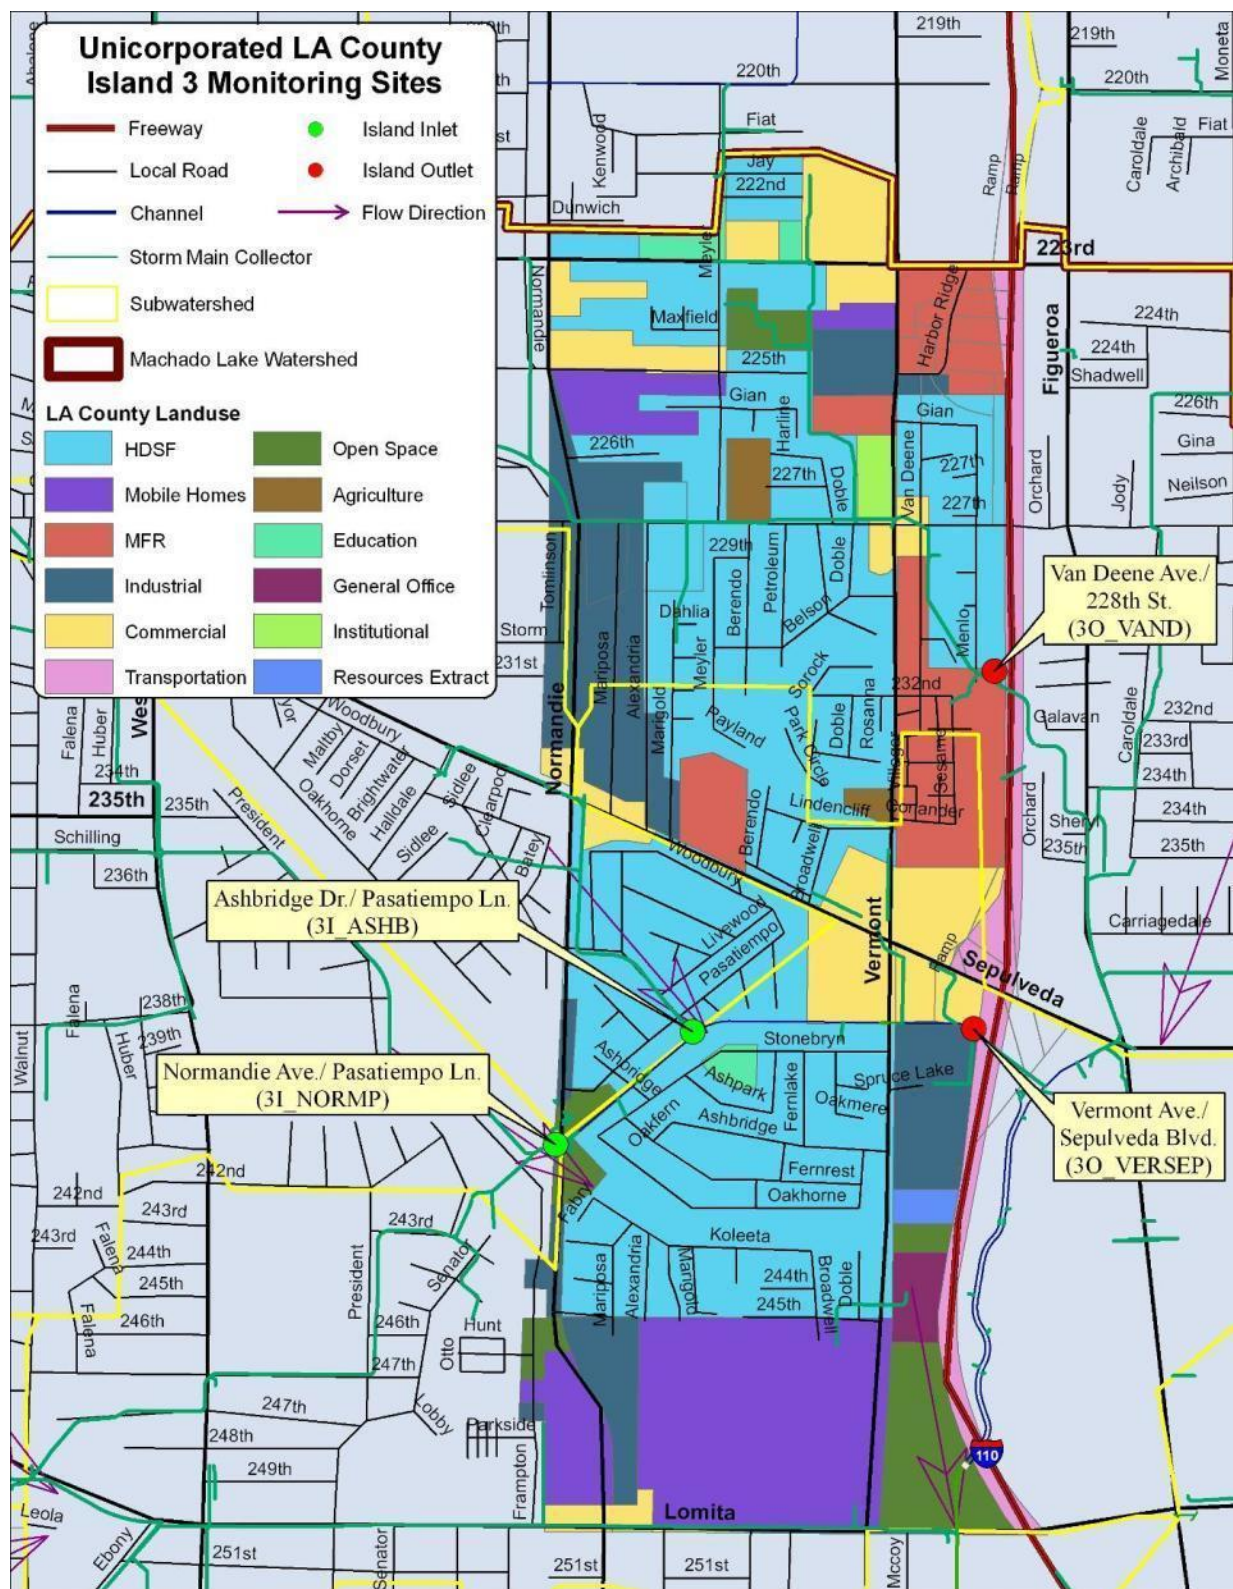 Unicorporated LA County
Island 3 Monitoring Sites
Freeway
Island Inlet
Local Road
Island Outlet
Channel
Flow Direction
Storm Main Collector
Subwatershed
Machado Lake Watershed
LA County Landuse
HDSF
Open Space
Mobile Homes
Agriculture
MFR
Education
Industrial
General Office
Commercial
Institutional
Transportation
Resources Extract
219th
219th
Moneta
220th
220th
Fiat
Fiat
Kenwood
Caroldale
Archibald
Ramp
Ramp
Jay
222nd
Dunwich
Meyler
223rd
Normandie
Harbor Ridge
Figueroa
Maxfield
224th
224th
225th
Shadwell
Gian
Gian
226th
Harline
226th
Gina
227th
Doble
Van Deene
227th
227th
Orchard
Jody
Neilson
Tomlinson
229th
Berendo
Petroleum
Doble
Belson
Dahlia
Storm
231st
Mariposa
Alexandria
Meyler
Menlo
Van Deene Ave./
228th St.
(3O_VAND)
Normandie
Marigold
Rayland
Sorock
Park Circle
Doble
Rosanna
232nd
Villager
Sesame
Galavan
Caroldale
232nd
233rd
234th
234th
235th
Wes
Falena
Huber
234th
235th
235th
Woodbury
Maltby
Dorset
Brightwater
Halldale
Oakhorne
Sidlee
Sidlee
Batey
President
Schilling
236th
Berendo
Lindencliff
Broadwell
Coriander
Orchard
235th
Woodbury
Vermont
Ramp
Sepulveda
Carriagedale
Livewood
Pasatiempo
Ashbridge Dr./ Pasatiempo Ln.
(3I_ASHB)
Falena
238th
239th
Huber
Walnut
Stonebryn
Ashbridge
Ashpark
Spruce Lake
Fernlake
Oakmere
Oakfern
Ashbridge
Normandie Ave./ Pasatiempo Ln.
(3I_NORMP)
Vermont Ave./
Sepulveda Blvd.
(3O_VERSEP)
Fernrest
Oakhorne
242nd
242nd
243rd
243rd
243rd
Falena
244th
245th
246th
Falena
President
Senator
Fabry
Koleeta
Mariposa
Alexandria
Marigold
244th
245th
Broadwell
Doble
246th
Hunt
Otto
247th
247th
Lobby
248th
249th
Parkside
Frampton
110
Lomita
Leola
Ebony
251st
Senator
251st
251st
Mccoy